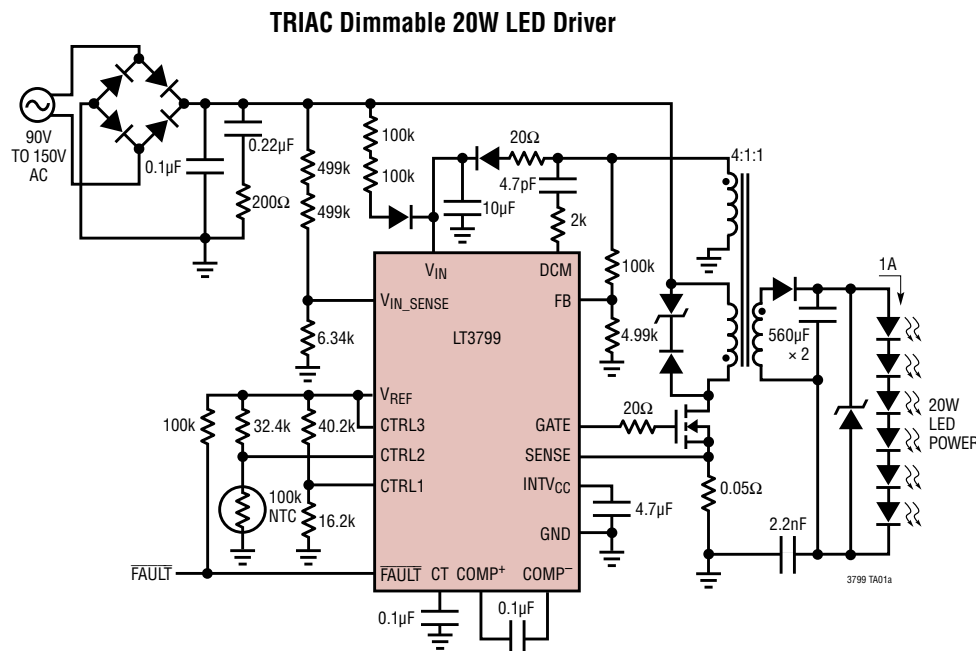 TRIAC Dimmable 20W LED Driver
90V
TO 150V
AC
0.1µF
0.22µF
200Ω
499k
499k
6.34k
100k
100k
10µF
20Ω
4.7pF
2k
100k
4.99k
4:1:1
1A
560µF
× 2
20W
LED
POWER
VIN
DCM
VIN_SENSE
FB
LT3799
VREF
CTRL3
CTRL2
CTRL1
GATE
SENSE
INTVCC
GND
FAULT
CT
COMP+
COMP–
100k
32.4k
40.2k
100k
NTC
16.2k
FAULT
20Ω
0.05Ω
4.7µF
2.2nF
0.1µF
0.1µF
3799 TA01a